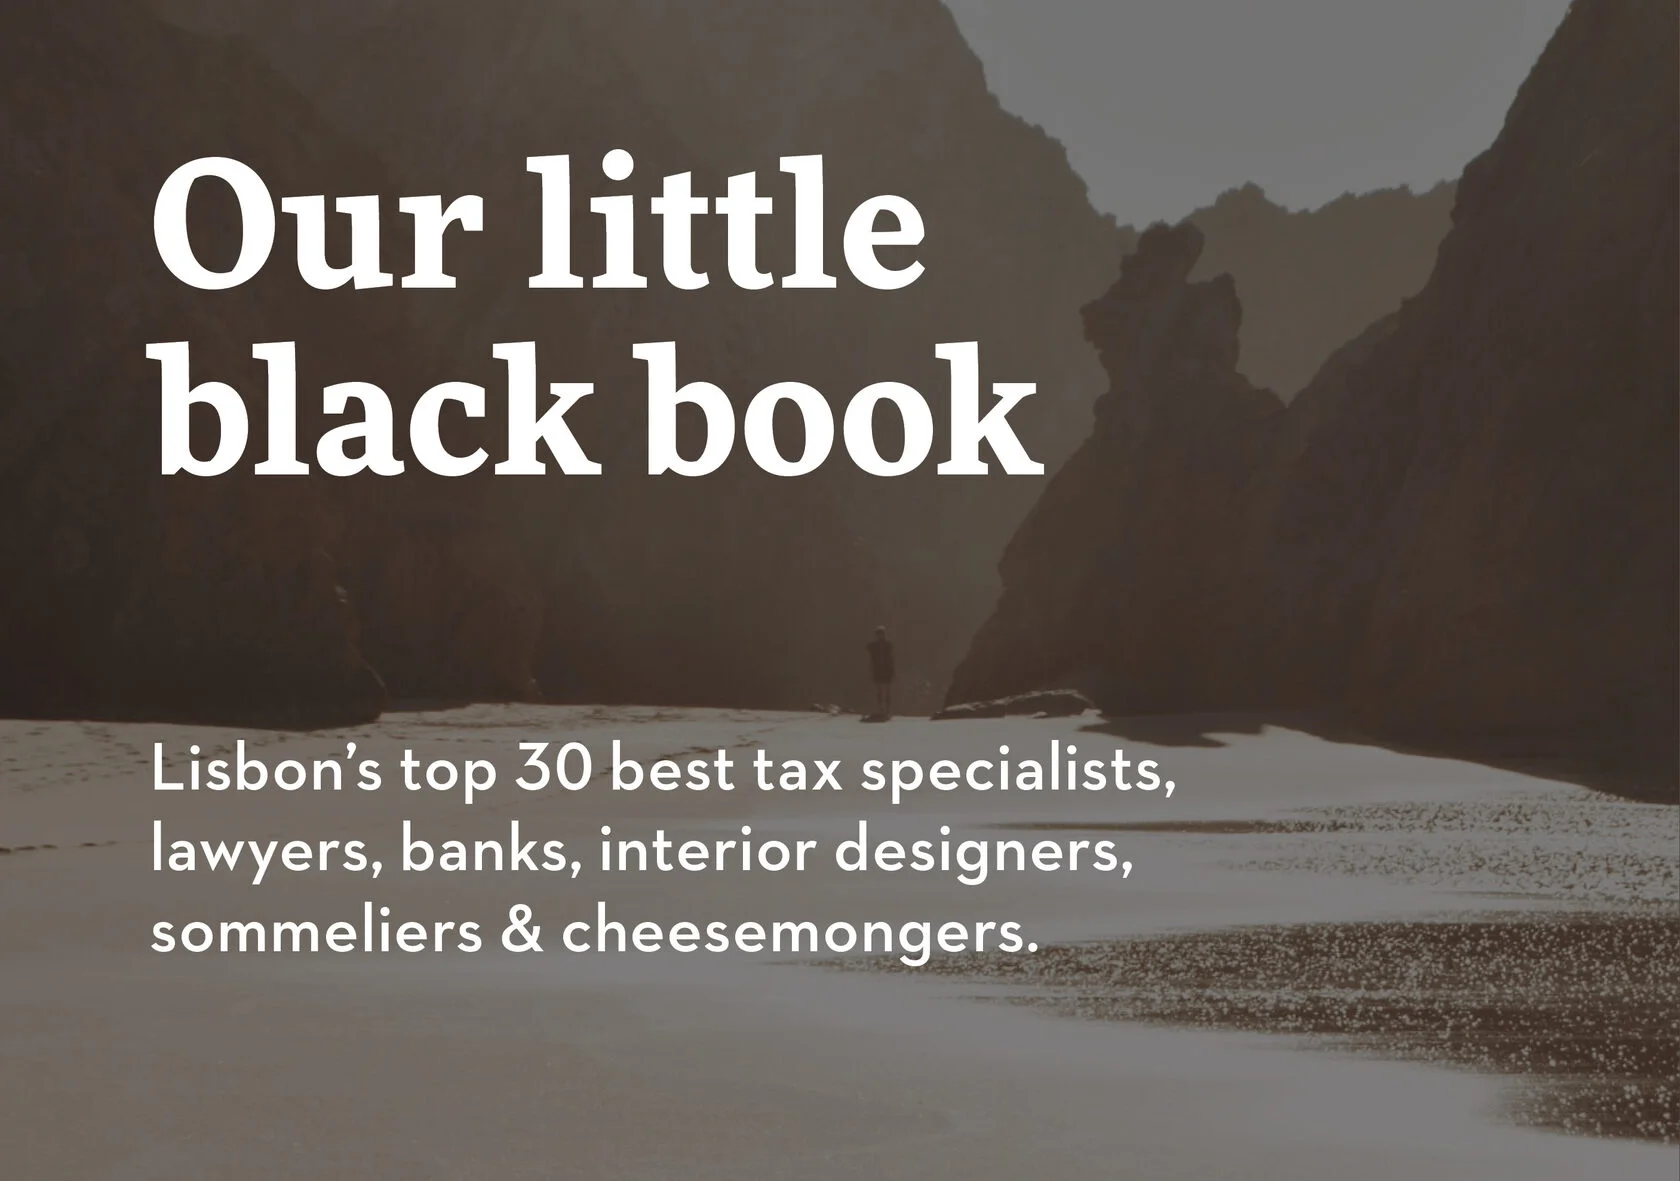 Our little
black book
Lisbon’s top 30 best tax specialists,
lawyers, banks, interior designers,
sommeliers & cheesemongers.